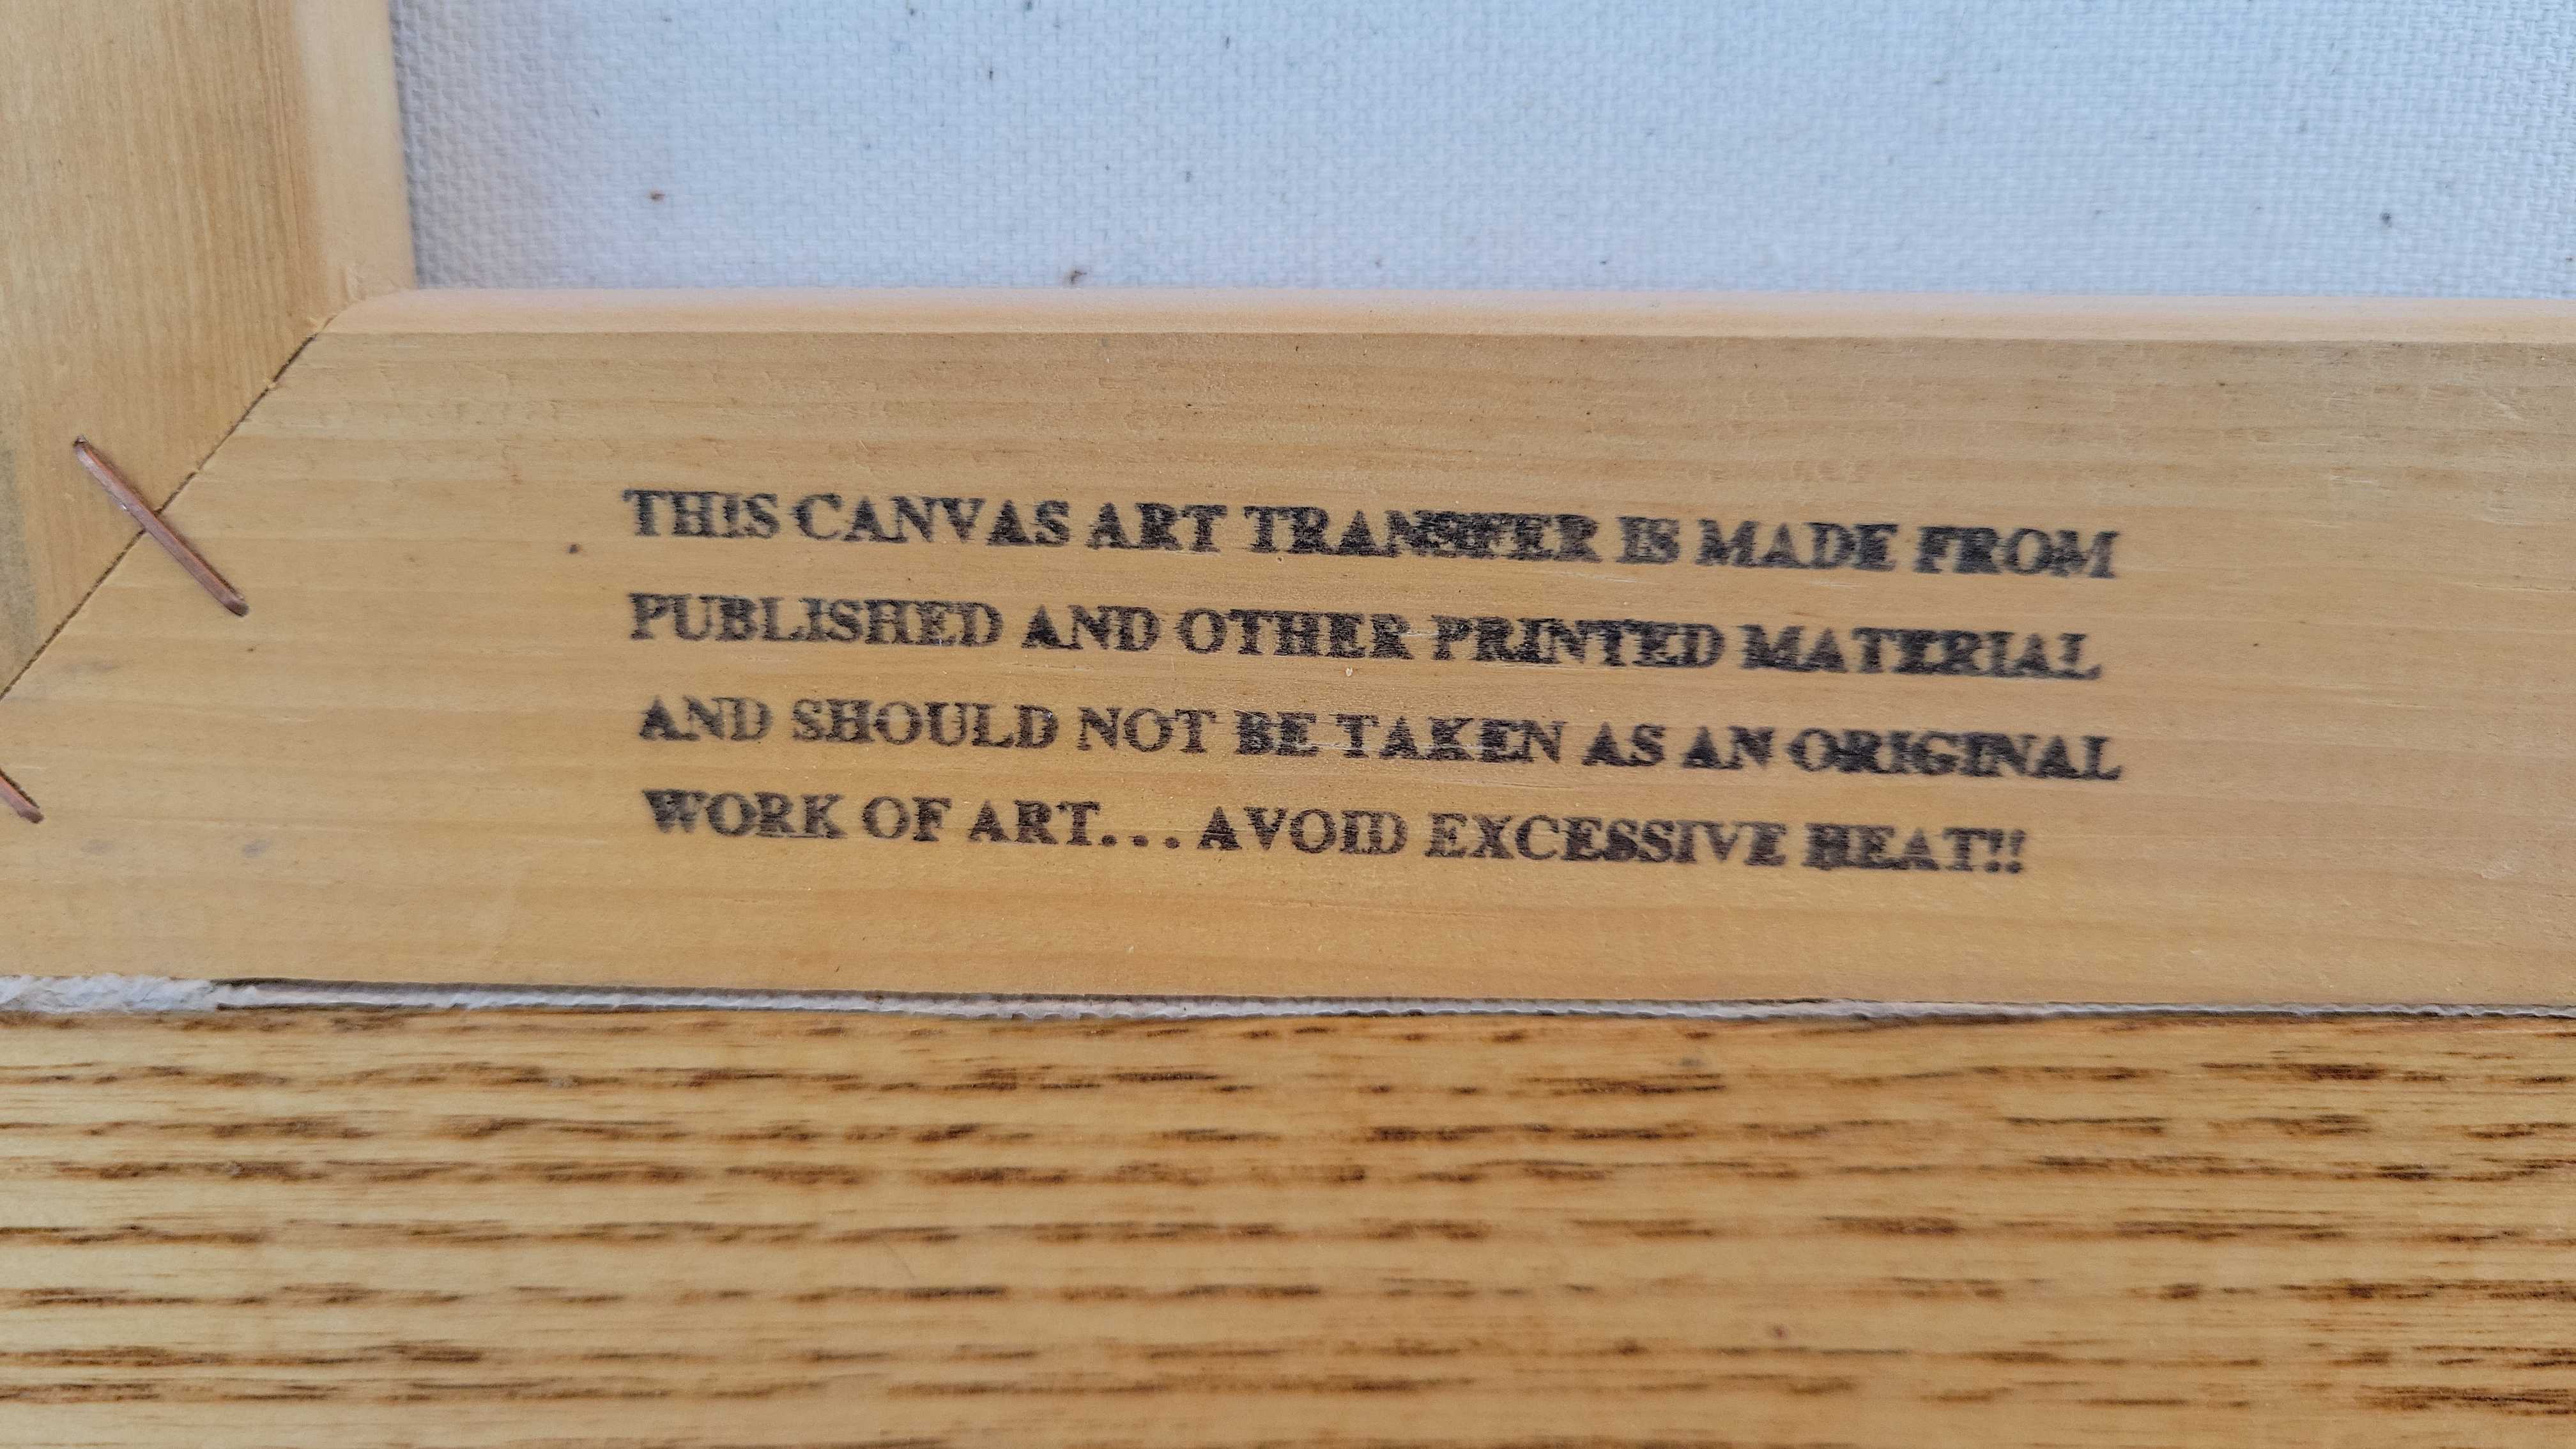 THIS CANVAS ART TRANSFER IS MADE FROM
PUBLISHED AND OTHER PRINTED MATERIAL
AND SHOULD NOT BE TAKEN AS AN ORIGINAL
WORK OF ART... AVOID EXCESSIVE HEAT!!